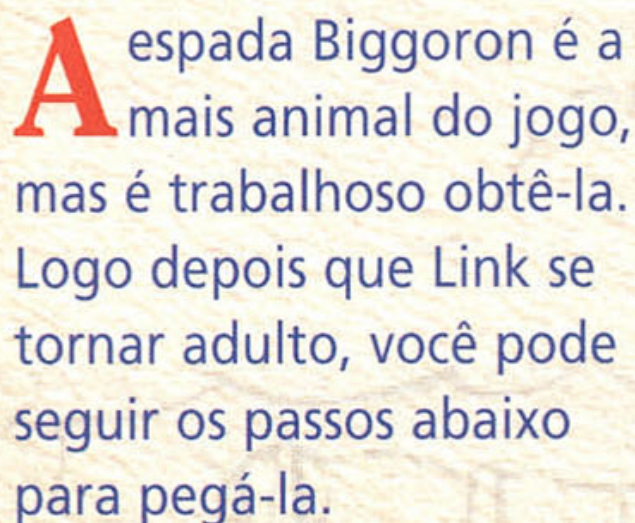 A espada Biggoron é a
mais animal do jogo,
mas é trabalhoso obtê-la.
Logo depois que Link se
tornar adulto, você pode
seguir os passos abaixo
para pegá-la.